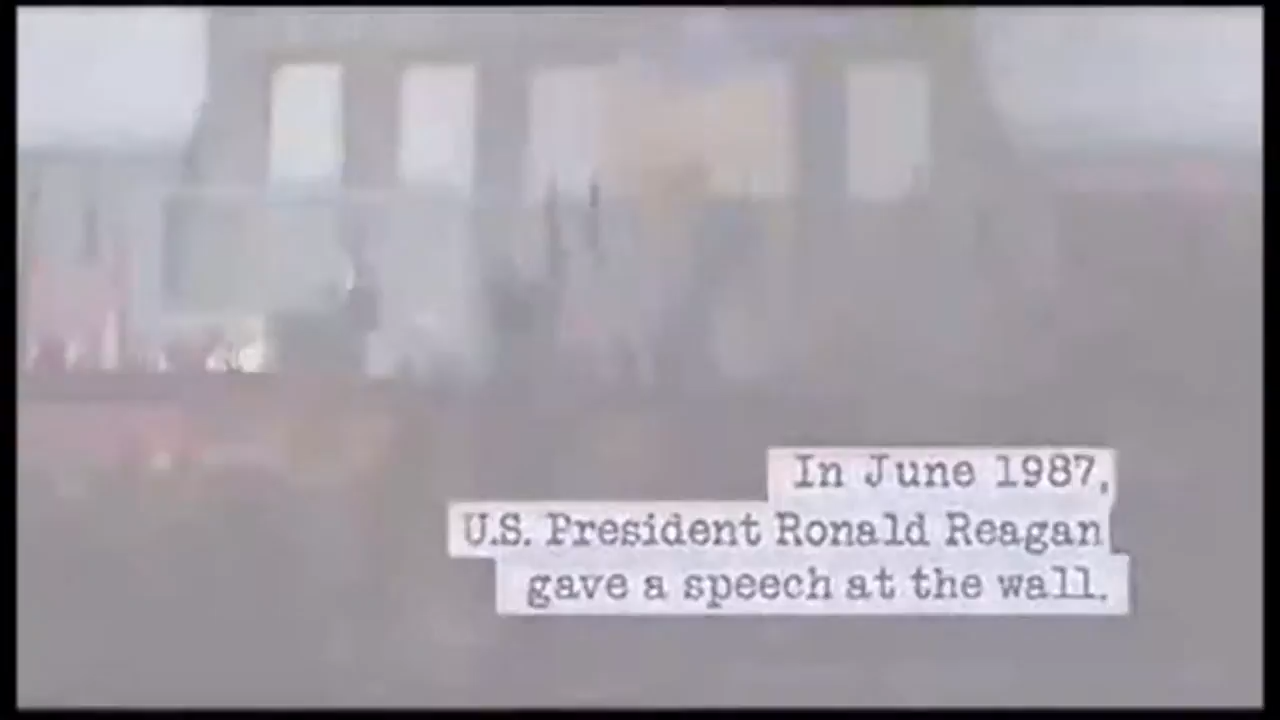 In June 1987,
U.S. President Ronald Reagan
gave a speech at the wall.